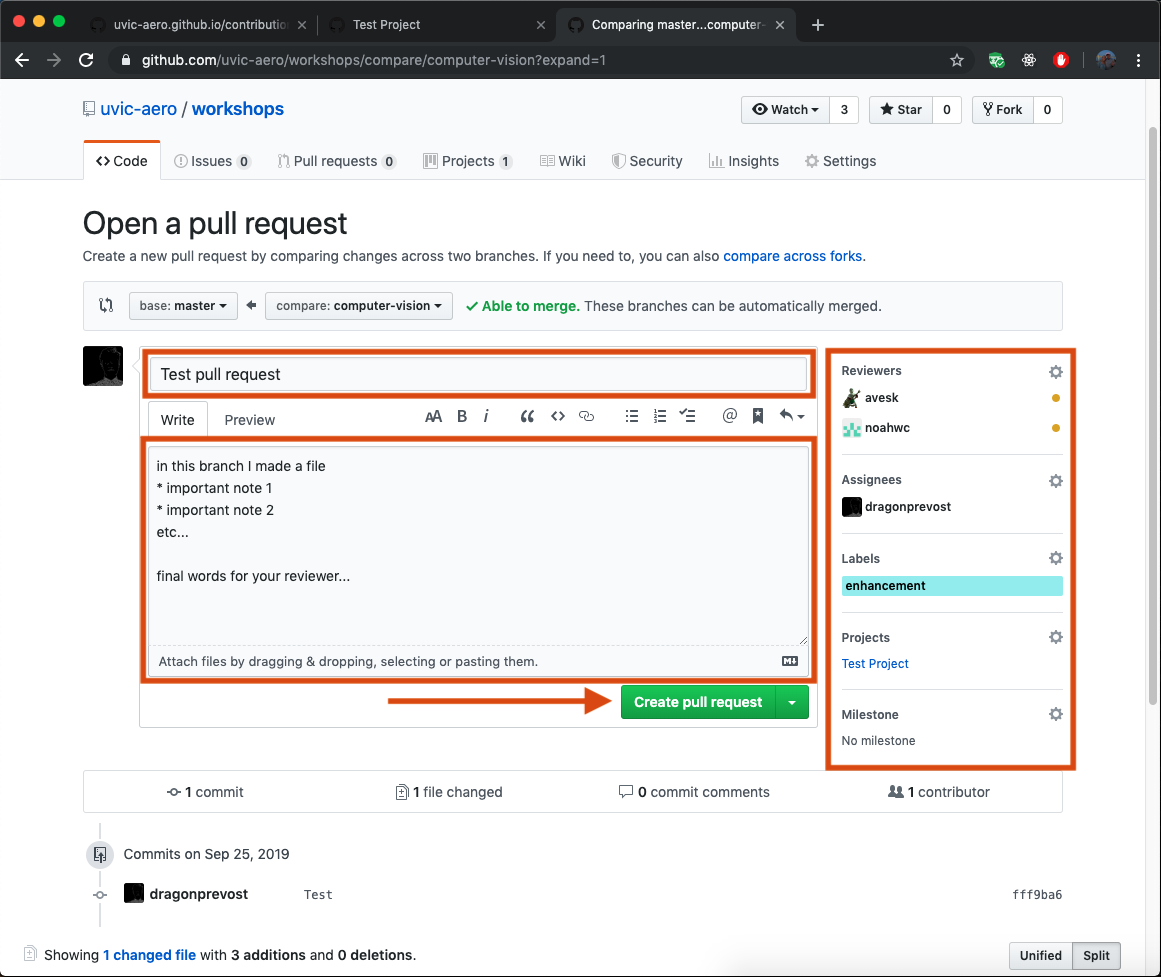 uvic-aero.github.io/contributio
Test Project
Comparing master...computer-
github.com/uvic-aero/workshops/compare/computer-vision?expand=1
uvic-aero / workshops
Watch 3
Star 0
Fork 0
Code
Issues 0
Pull requests 0
Projects 1
Wiki
Security
Insights
Settings
Open a pull request
Create a new pull request by comparing changes across two branches. If you need to, you can also compare across forks.
base: master
compare: computer-vision
Able to merge. These branches can be automatically merged.
Test pull request
Write
Preview
AA B i
in this branch I made a file
* important note 1
* important note 2
etc...
final words for your reviewer...
Attach files by dragging & dropping, selecting or pasting them.
Create pull request
Reviewers
avesk
noahwc
Assignees
dragonprevost
Labels
enhancement
Projects
Test Project
Milestone
No milestone
1 commit
1 file changed
0 commit comments
1 contributor
Commits on Sep 25, 2019
dragonprevost
Test
fff9ba6
Showing 1 changed file with 3 additions and 0 deletions.
Unified
Split